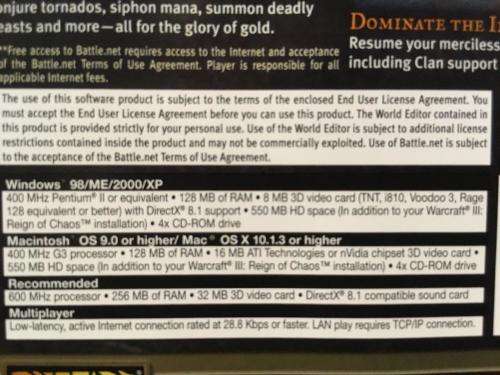 onjure tornados, siphon mana, summon deadly
easts and more—all for the glory of gold.
**Free access to Battle.net requires access to the Internet and acceptance
of the Battle.net Terms of Use Agreement. Player is responsible for all
applicable Internet fees.
DOMINATE THE I
Resume your merciless
including Clan support
The use of this software product is subject to the terms of the enclosed End User License Agreement. You
must accept the End User License Agreement before you can use this product. The World Editor contained in
this product is provided strictly for your personal use. Use of the World Editor is subject to additional license
restrictions contained inside the product and may not be commercially exploited. Use of Battle.net is subject
to the acceptance of the Battle.net Terms of Use Agreement.
Windows® 98/ME/2000/XP
400 MHz Pentium® II or equivalent • 128 MB of RAM • 8 MB 3D video card (TNT, i810, Voodoo 3, Rage
128 equivalent or better) with DirectX® 8.1 support • 550 MB HD space (In addition to your Warcraft® III:
Reign of Chaos™ installation) • 4x CD-ROM drive
Macintosh® OS 9.0 or higher/ Mac® OS X 10.1.3 or higher
400 MHz G3 processor • 128 MB of RAM • 16 MB ATI Technologies or nVidia chipset 3D video card •
550 MB HD space (In addition to your Warcraft® III: Reign of Chaos™ installation) • 4x CD-ROM drive
Recommended
600 MHz processor • 256 MB of RAM • 32 MB 3D video card • DirectX® 8.1 compatible sound card
Multiplayer
Low-latency, active Internet connection rated at 28.8 Kbps or faster. LAN play requires TCP/IP connection.